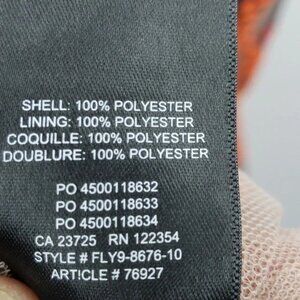 SHELL: 100% POLYESTER
LINING: 100% POLYESTER
COQUILLE: 100% POLYESTER
DOUBLURE: 100% POLYESTER
PO 4500118632
PO 4500118633
PO 4500118634
CA 23725 RN 122354
STYLE # FLY9-8676-10
ARTICLE # 76927